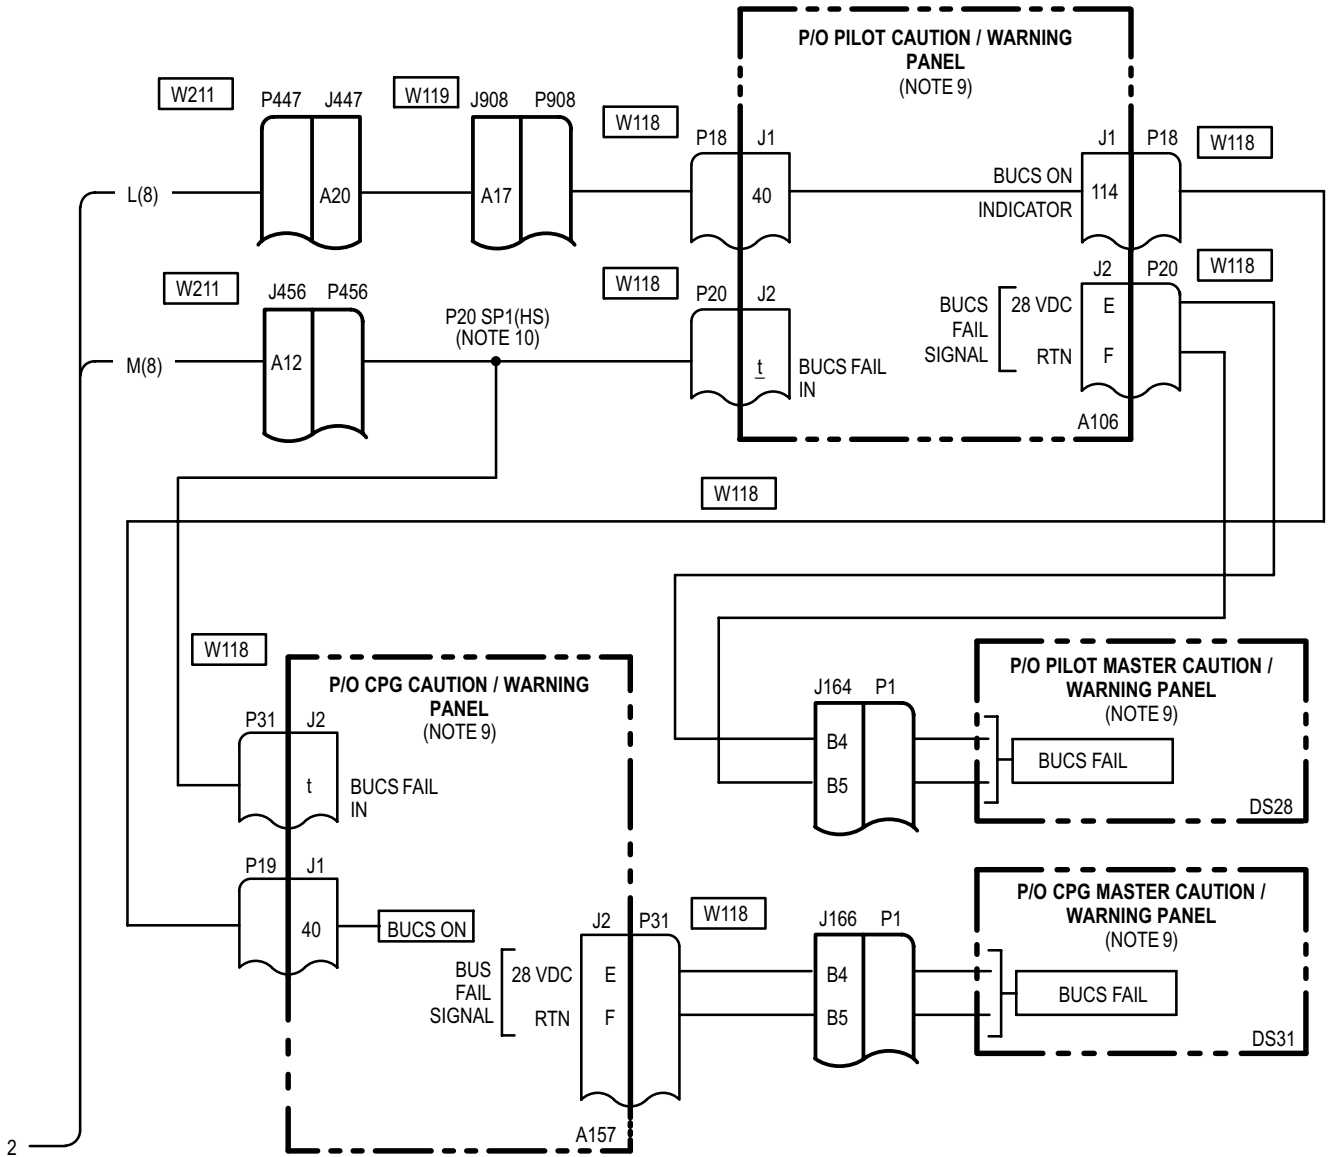 P/O PILOT CAUTION / WARNING
PANEL
(NOTE 9)
W211
P447 J447
W119
J908 P908
W118
P18 J1
J1 P18
W118
L(8)
A20
A17
40
BUCS ON
INDICATOR
114
W211
J456 P456
W118
P20 J2
J2 P20
W118
P20 SP1(HS)
(NOTE 10)
BUCS
FAIL
SIGNAL
28 VDC
E
RTN
F
M(8)
A12
t
BUCS FAIL
IN
A106
W118
W118
P/O CPG CAUTION / WARNING
PANEL
(NOTE 9)
P31 J2
t
BUCS FAIL
IN
P19 J1
40
BUCS ON
BUS
FAIL
SIGNAL
28 VDC
E
RTN
F
J2 P31
W118
A157
J164 P1
B4
B5
P/O PILOT MASTER CAUTION /
WARNING PANEL
(NOTE 9)
BUCS FAIL
DS28
J166 P1
B4
B5
P/O CPG MASTER CAUTION /
WARNING PANEL
(NOTE 9)
BUCS FAIL
DS31
2